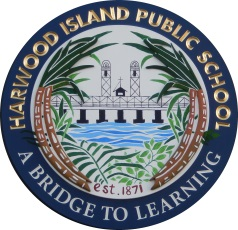 HARWOOD ISLAND PUBLIC SCHOOL
est. 1871
A BRIDGE TO LEARNING